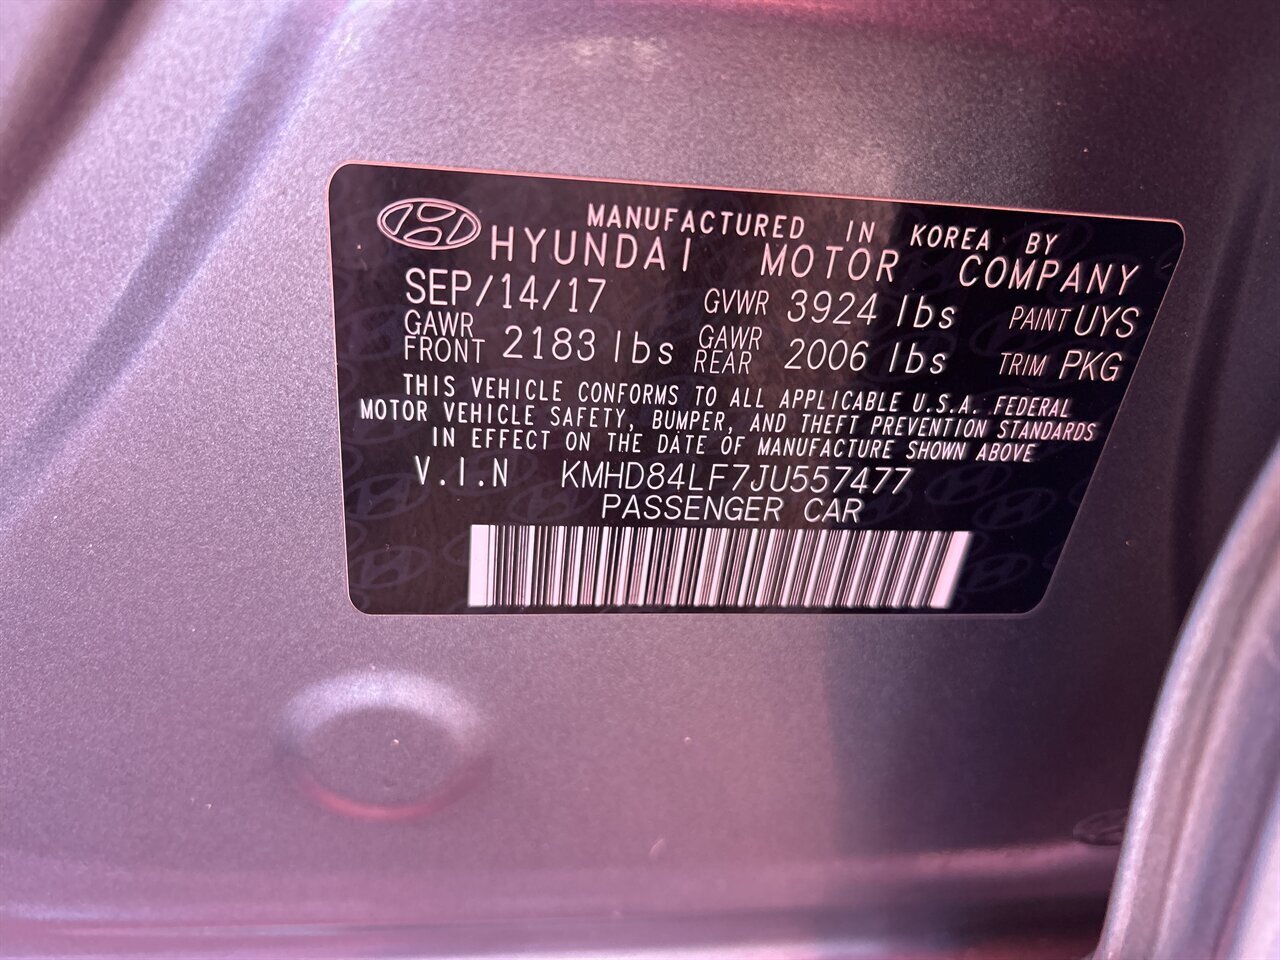 MANUFACTURED IN KOREA BY
HYUNDAI MOTOR COMPANY
SEP/14/17 GVWR 3924 lbs PAINT UYS
GAWR FRONT 2183 lbs GAWR REAR 2006 lbs TRIM PKG
THIS VEHICLE CONFORMS TO ALL APPLICABLE U.S.A. FEDERAL
MOTOR VEHICLE SAFETY, BUMPER, AND THEFT PREVENTION STANDARDS
IN EFFECT ON THE DATE OF MANUFACTURE SHOWN ABOVE
V.I.N KMHD84LF7JU557477
PASSENGER CAR